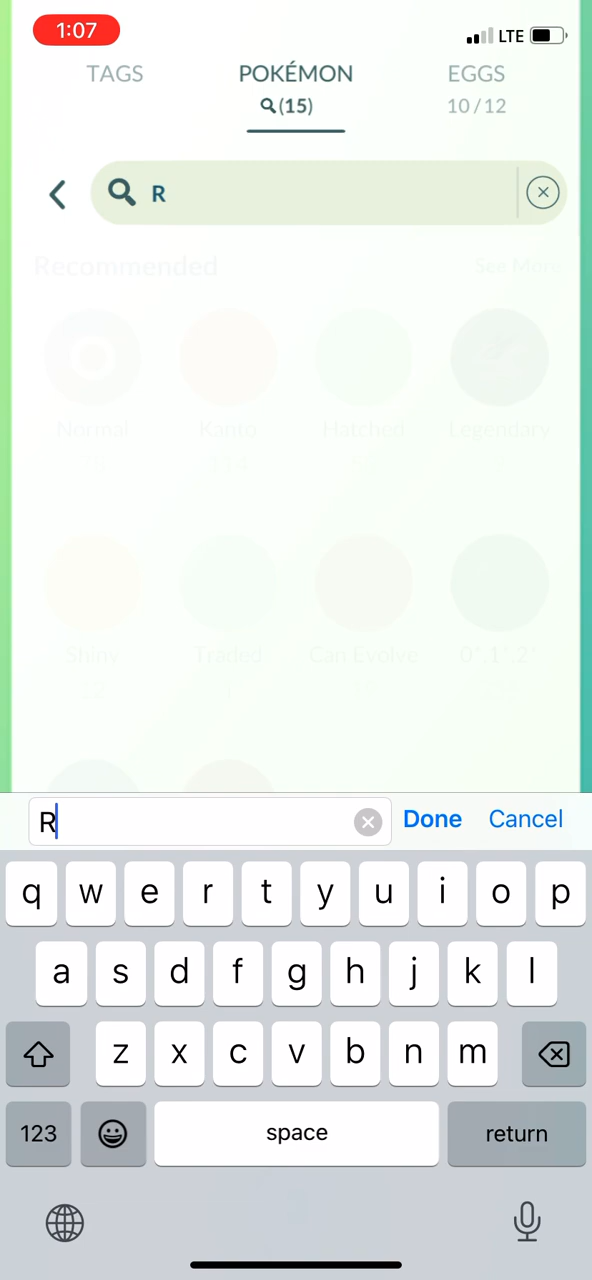 1:07
LTE
TAGS
POKÉMON
EGGS
(15)
10/12
R
Recommended
See More
Normal
Kanto
Hatched
Legendary
Shiny
Traded
Can Evolve
0*,1*,2*
R
Done
Cancel
q w e r t y u i o p
a s d f g h j k l
z x c v b n m
123
space
return